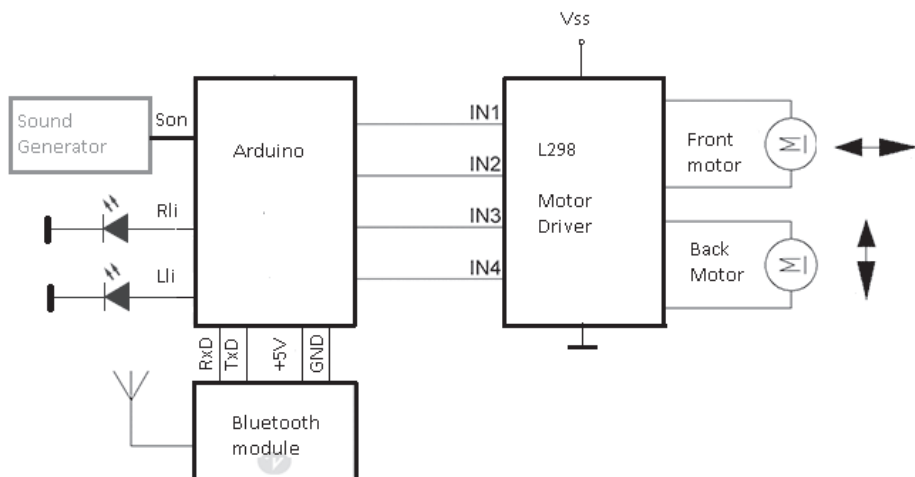 Vss
Sound
Generator
Son
Arduino
IN1
IN2
IN3
IN4
L298
Motor
Driver
Front
motor
M
Back
Motor
M
Rli
Lli
RxD
TxD
+5V
GND
Bluetooth
module